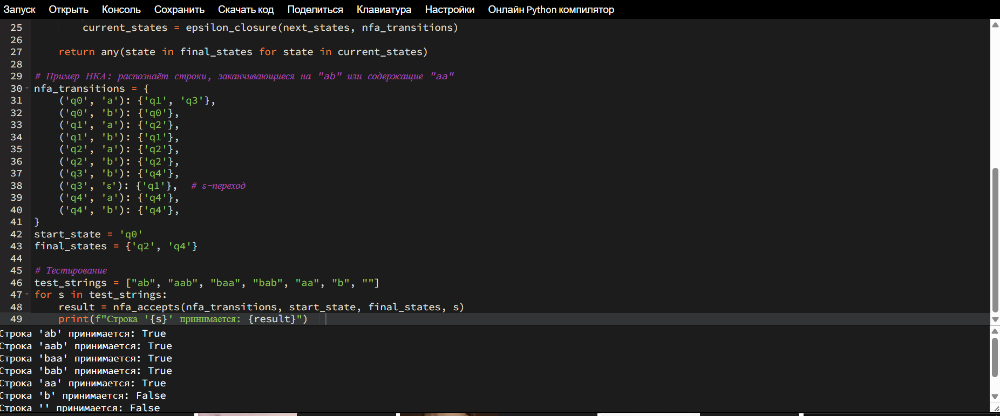 Запуск Открыть Консоль Сохранить Скачать код Поделиться Клавиатура Настройки Онлайн Python компилятор
25         current_states = epsilon_closure(next_states, nfa_transitions)
26
27     return any(state in final_states for state in current_states)
28
29 # Пример НКА: распознаёт строки, заканчивающиеся на "ab" или содержащие "aa"
30 nfa_transitions = {
31     ('q0', 'a'): {'q1', 'q3'},
32     ('q0', 'b'): {'q0'},
33     ('q1', 'a'): {'q2'},
34     ('q1', 'b'): {'q1'},
35     ('q2', 'a'): {'q2'},
36     ('q2', 'b'): {'q2'},
37     ('q3', 'b'): {'q4'},
38     ('q3', 'ε'): {'q1'},  # ε-переход
39     ('q4', 'a'): {'q4'},
40     ('q4', 'b'): {'q4'},
41 }
42 start_state = 'q0'
43 final_states = {'q2', 'q4'}
44
45 # Тестирование
46 test_strings = ["ab", "aab", "baa", "bab", "aa", "b", ""]
47 for s in test_strings:
48     result = nfa_accepts(nfa_transitions, start_state, final_states, s)
49     print(f"Строка '{s}' принимается: {result}")
Строка 'ab' принимается: True
Строка 'aab' принимается: True
Строка 'baa' принимается: True
Строка 'bab' принимается: True
Строка 'aa' принимается: True
Строка 'b' принимается: False
Строка '' принимается: False